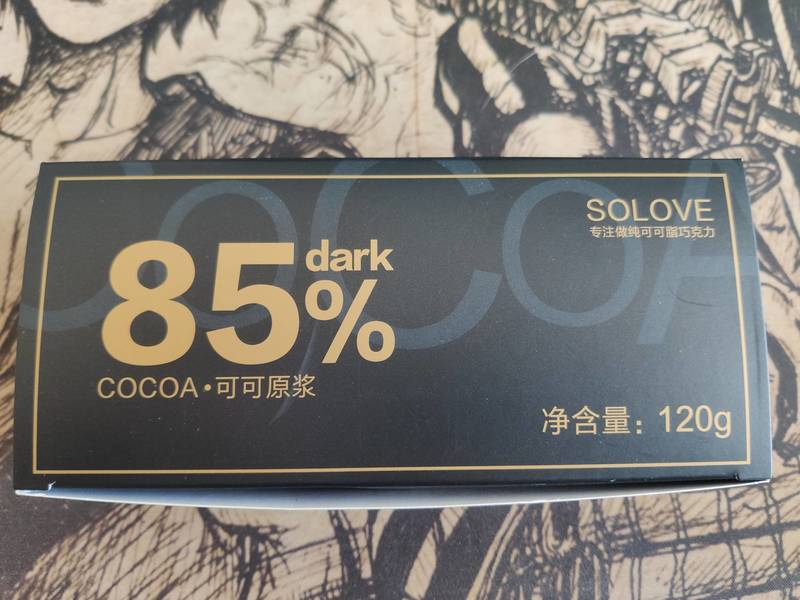 COCOA
SOLOVE
专注做纯可可脂巧克力
85%
dark
COCOA·可可原浆
净含量：120g